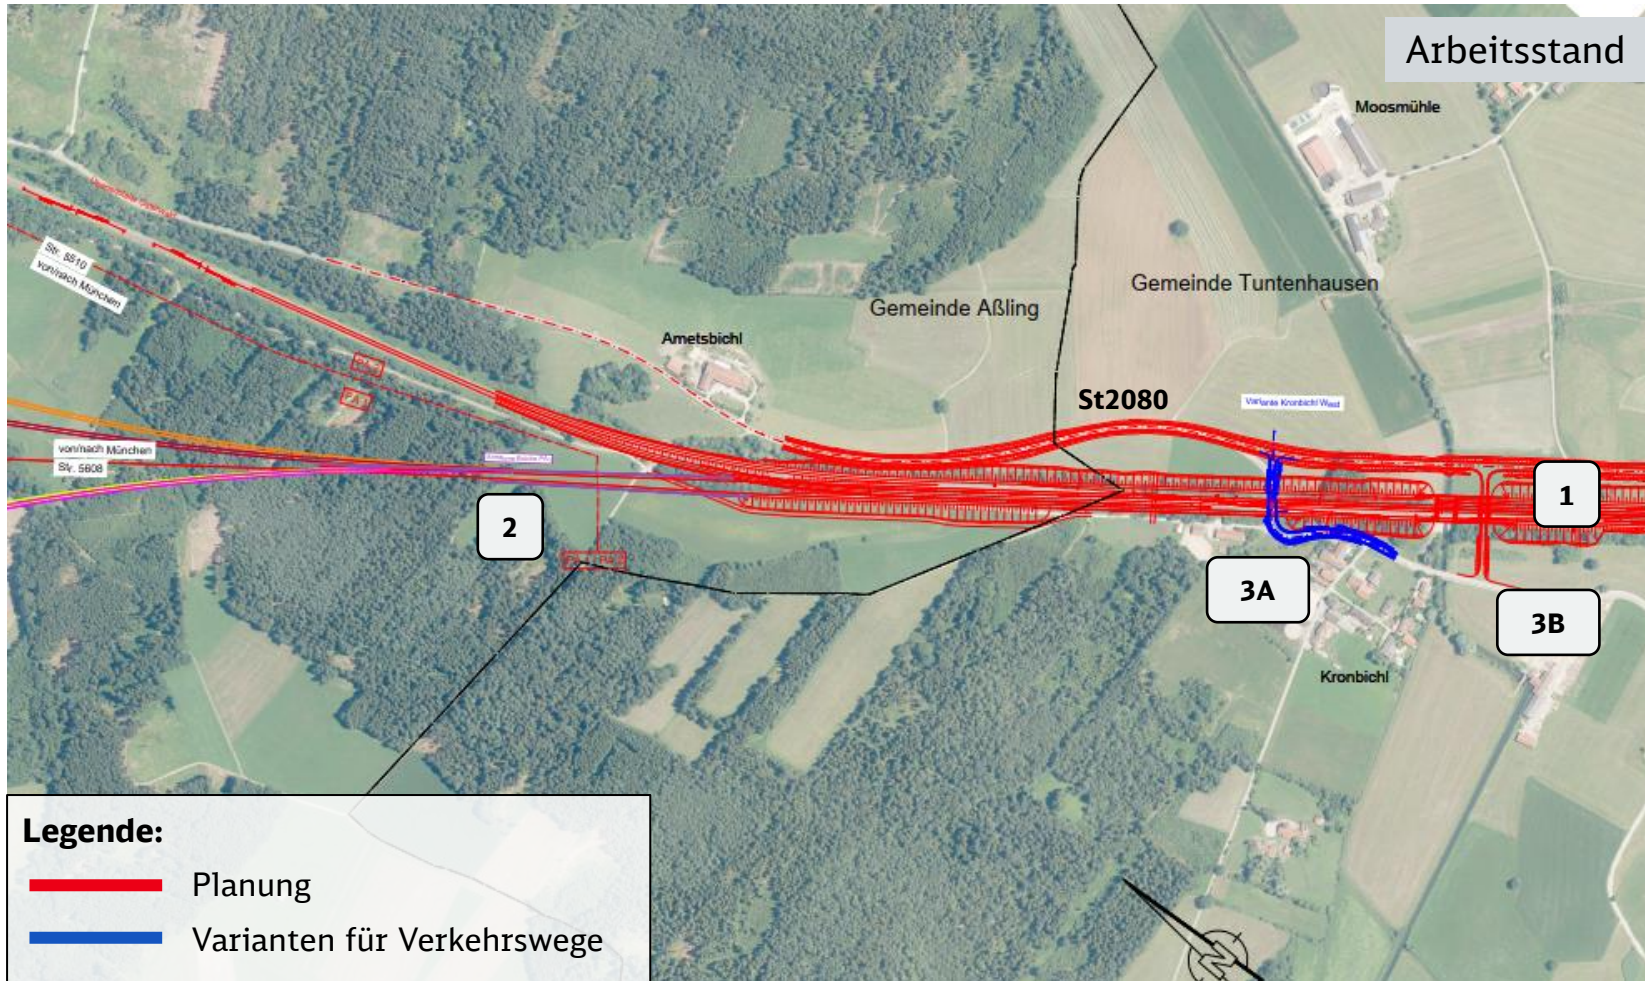 Arbeitsstand
Moosmühle
Gemeinde Tuntenhausen
Gemeinde Aßling
Str. 5510
von/nach München
Ametsbichl
St2080
Variante Kronbichl West
von/nach München
Str. 5608
1
2
3A
3B
Kronbichl
Legende:
Planung
Varianten für Verkehrswege
N